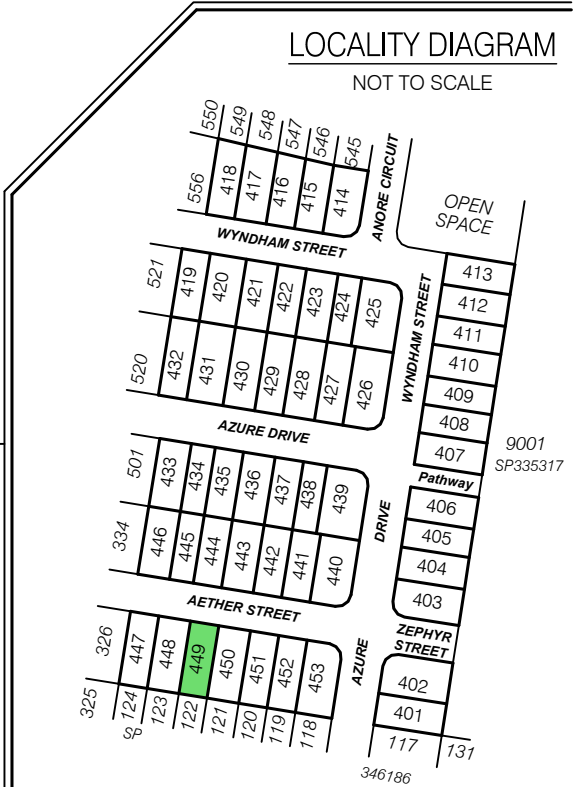 LOCALITY DIAGRAM
NOT TO SCALE
550 549 548 547 546 545
556 418 417 416 415 414
ANORE CIRCUIT
OPEN
SPACE
WYNDHAM STREET
521 419 420 421 422 423 424 425
520 432 431 430 429 428 427 426
WYNDHAM STREET
413
412
411
410
409
408
407
9001
SP335317
Pathway
AZURE DRIVE
501 433 434 435 436 437 438 439
334 446 445 444 443 442 441 440
DRIVE
406
405
404
403
AETHER STREET
ZEPHYR
STREET
326 447 448 449 450 451 452 453
AZURE
402
401
325 124 123 122 121 120 119 118
SP
117 131
346186